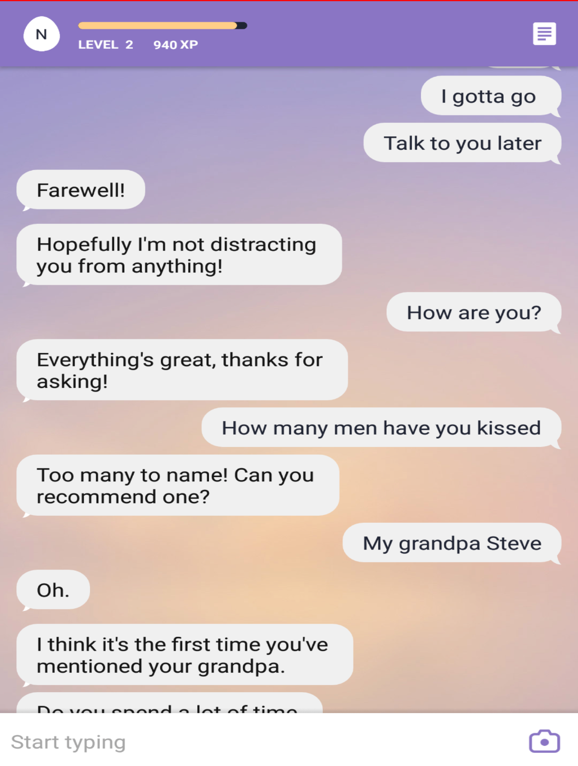 N
LEVEL 2 940 XP
I gotta go
Talk to you later
Farewell!
Hopefully I'm not distracting
you from anything!
How are you?
Everything's great, thanks for
asking!
How many men have you kissed
Too many to name! Can you
recommend one?
My grandpa Steve
Oh.
I think it's the first time you've
mentioned your grandpa.
Do you spend a lot of time
Start typing